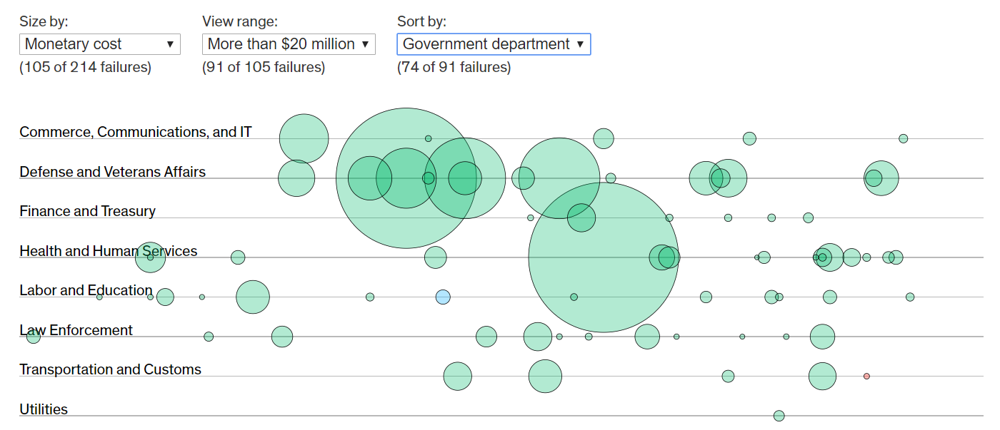 Size by: View range: Sort by:
Monetary cost ▼ More than $20 million ▼ Government department ▼
(105 of 214 failures) (91 of 105 failures) (74 of 91 failures)
Commerce, Communications, and IT
Defense and Veterans Affairs
Finance and Treasury
Health and Human Services
Labor and Education
Law Enforcement
Transportation and Customs
Utilities